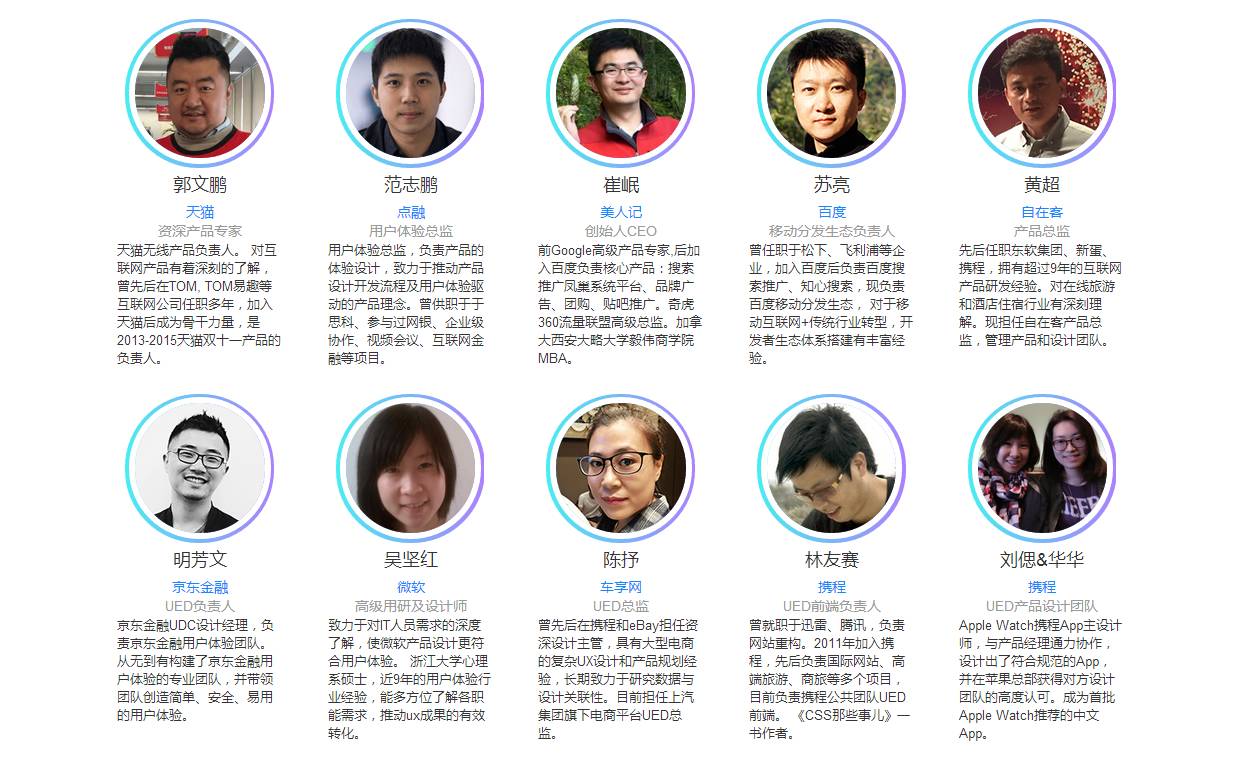 郭文鹏
天猫
资深产品专家
天猫无线产品负责人。 对互
联网产品有着深刻的了解，
曾先后在TOM, TOM易趣等
互联网公司任职多年，加入
天猫后成为骨干力量，是
2013-2015天猫双十一产品的
负责人。
范志鹏
点融
用户体验总监
用户体验总监，负责产品的
体验设计，致力于推动产品
设计开发流程及用户体验驱
动的产品理念。曾供职于于
思科、参与过网银、企业级
协作、视频会议、互联网金
融等项目。
崔岷
美人记
创始人CEO
前Google高级产品专家,后加
入百度负责核心产品：搜索
推广凤巢系统平台、品牌广
告、团购、贴吧推广。奇虎
360流量联盟高级总监。加拿
大西安大略大学毅伟商学院
MBA。
苏亮
百度
移动分发生态负责人
曾任职于松下、飞利浦等企
业，加入百度后负责百度搜
索推广、知心搜索，现负责
百度移动分发生态， 对于移
动互联网+传统行业转型，开
发者生态体系搭建有丰富经
验。
黄超
自在客
产品总监
先后任职东软集团、新蛋、
携程，拥有超过9年的互联网
产品研发经验。对在线旅游
和酒店住宿行业有深刻理
解。现担任自在客产品总
监，管理产品和设计团队。
明芳文
京东金融
UED负责人
京东金融UDC设计经理，负
责京东金融用户体验团队。
从无到有构建了京东金融用
户体验的专业团队，并带领
团队创造简单、安全、易用
的用户体验。
吴坚红
微软
高级用研及设计师
致力于对IT人员需求的深度
了解，使微软产品设计更符
合用户体验。 浙江大学心理
系硕士，近9年的用户体验行
业经验，能多方位了解各职
能需求，推动ux成果的有效
转化。
陈抒
车享网
UED总监
曾先后在携程和eBay担任资
深设计主管，具有大型电商
的复杂UX设计和产品规划经
验，长期致力于研究数据与
设计关联性。目前担任上汽
集团旗下电商平台UED总
监。
林友赛
携程
UED前端负责人
曾就职于迅雷、腾讯，负责
网站重构。2011年加入携
程，先后负责国际网站、高
端旅游、商旅等多个项目，
目前负责携程公共团队UED
前端。 《CSS那些事儿》一
书作者。
刘偲&华华
携程
UED产品设计团队
Apple Watch携程App主设计
师，与产品经理通力协作，
设计出了符合规范的App，
并在苹果总部获得对方设计
团队的高度认可。成为首批
Apple Watch推荐的中文
App。